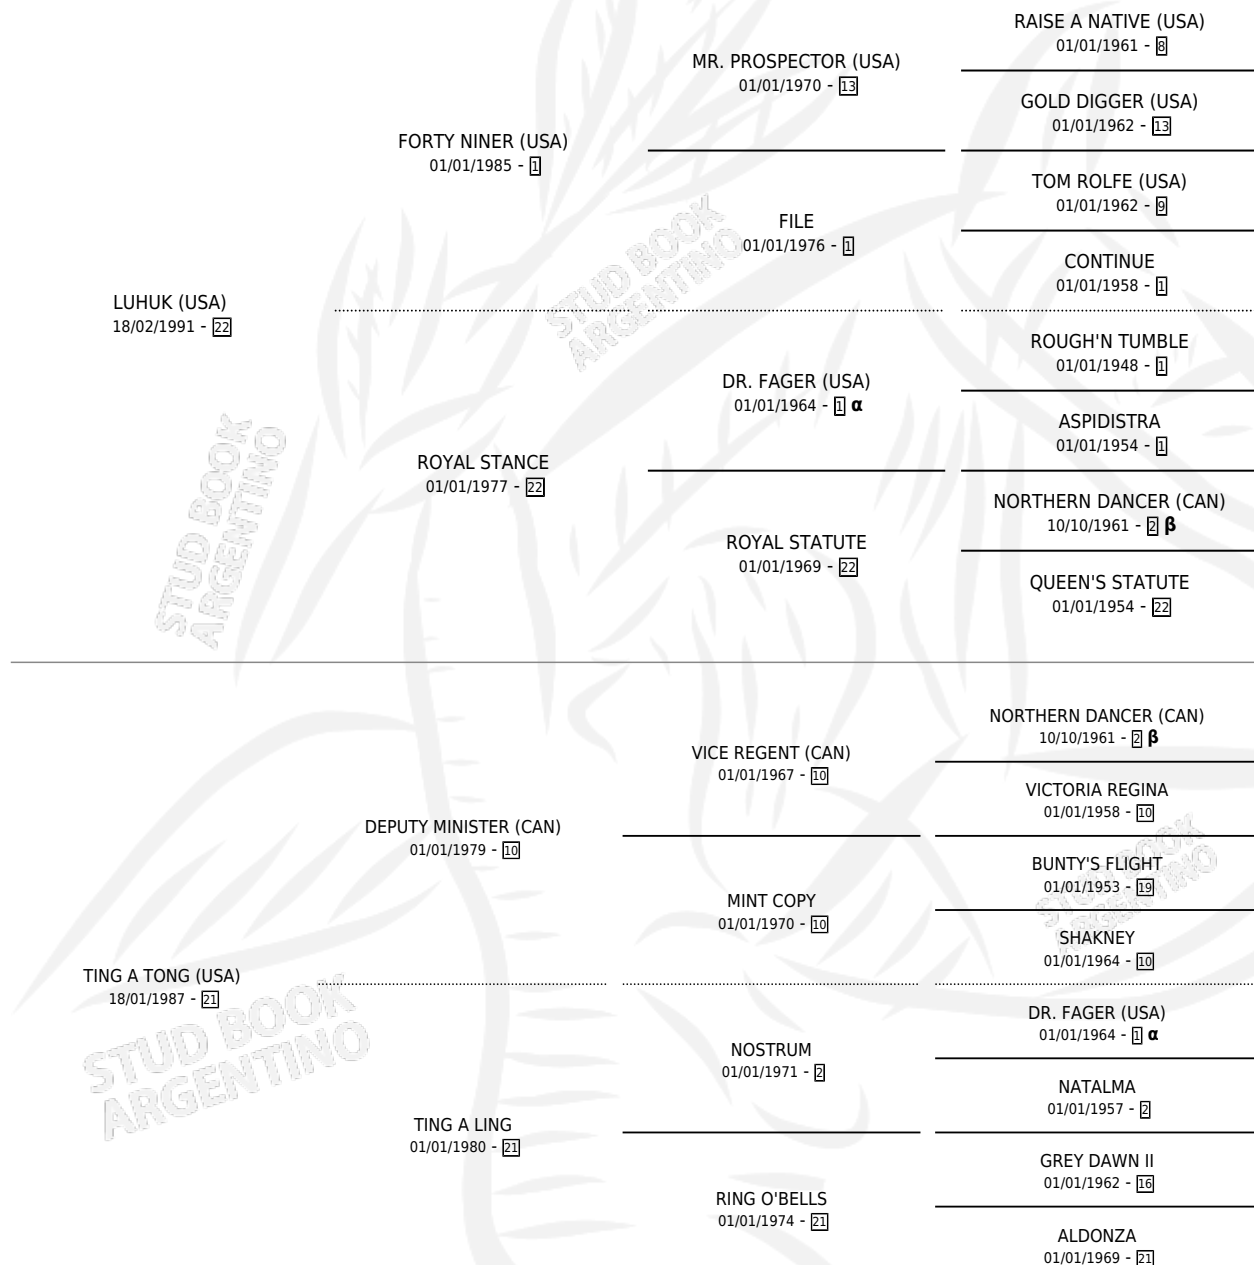 RAISE A NATIVE (USA)
01/01/1961 - 8
MR. PROSPECTOR (USA)
01/01/1970 - 13
GOLD DIGGER (USA)
01/01/1962 - 13
FORTY NINER (USA)
01/01/1985 - 1
TOM ROLFE (USA)
01/01/1962 - 9
FILE
01/01/1976 - 1
CONTINUE
01/01/1958 - 1
LUHUK (USA)
18/02/1991 - 22
ROUGH'N TUMBLE
01/01/1948 - 1
DR. FAGER (USA)
01/01/1964 - 1 α
ASPIDISTRA
01/01/1954 - 1
ROYAL STANCE
01/01/1977 - 22
NORTHERN DANCER (CAN)
10/10/1961 - 2 β
ROYAL STATUTE
01/01/1969 - 22
QUEEN'S STATUTE
01/01/1954 - 22
NORTHERN DANCER (CAN)
10/10/1961 - 2 β
VICE REGENT (CAN)
01/01/1967 - 10
VICTORIA REGINA
01/01/1958 - 10
DEPUTY MINISTER (CAN)
01/01/1979 - 10
BUNTY'S FLIGHT
01/01/1953 - 19
MINT COPY
01/01/1970 - 10
SHAKNEY
01/01/1964 - 10
TING A TONG (USA)
18/01/1987 - 21
DR. FAGER (USA)
01/01/1964 - 1 α
NOSTRUM
01/01/1971 - 2
NATALMA
01/01/1957 - 2
TING A LING
01/01/1980 - 21
GREY DAWN II
01/01/1962 - 16
RING O'BELLS
01/01/1974 - 21
ALDONZA
01/01/1969 - 21
STUD BOOK
ARGENTINO
STUD BOOK
ARGENTINO
STUD BOOK
ARGENTINO
STUD BOOK
ARGENTINO